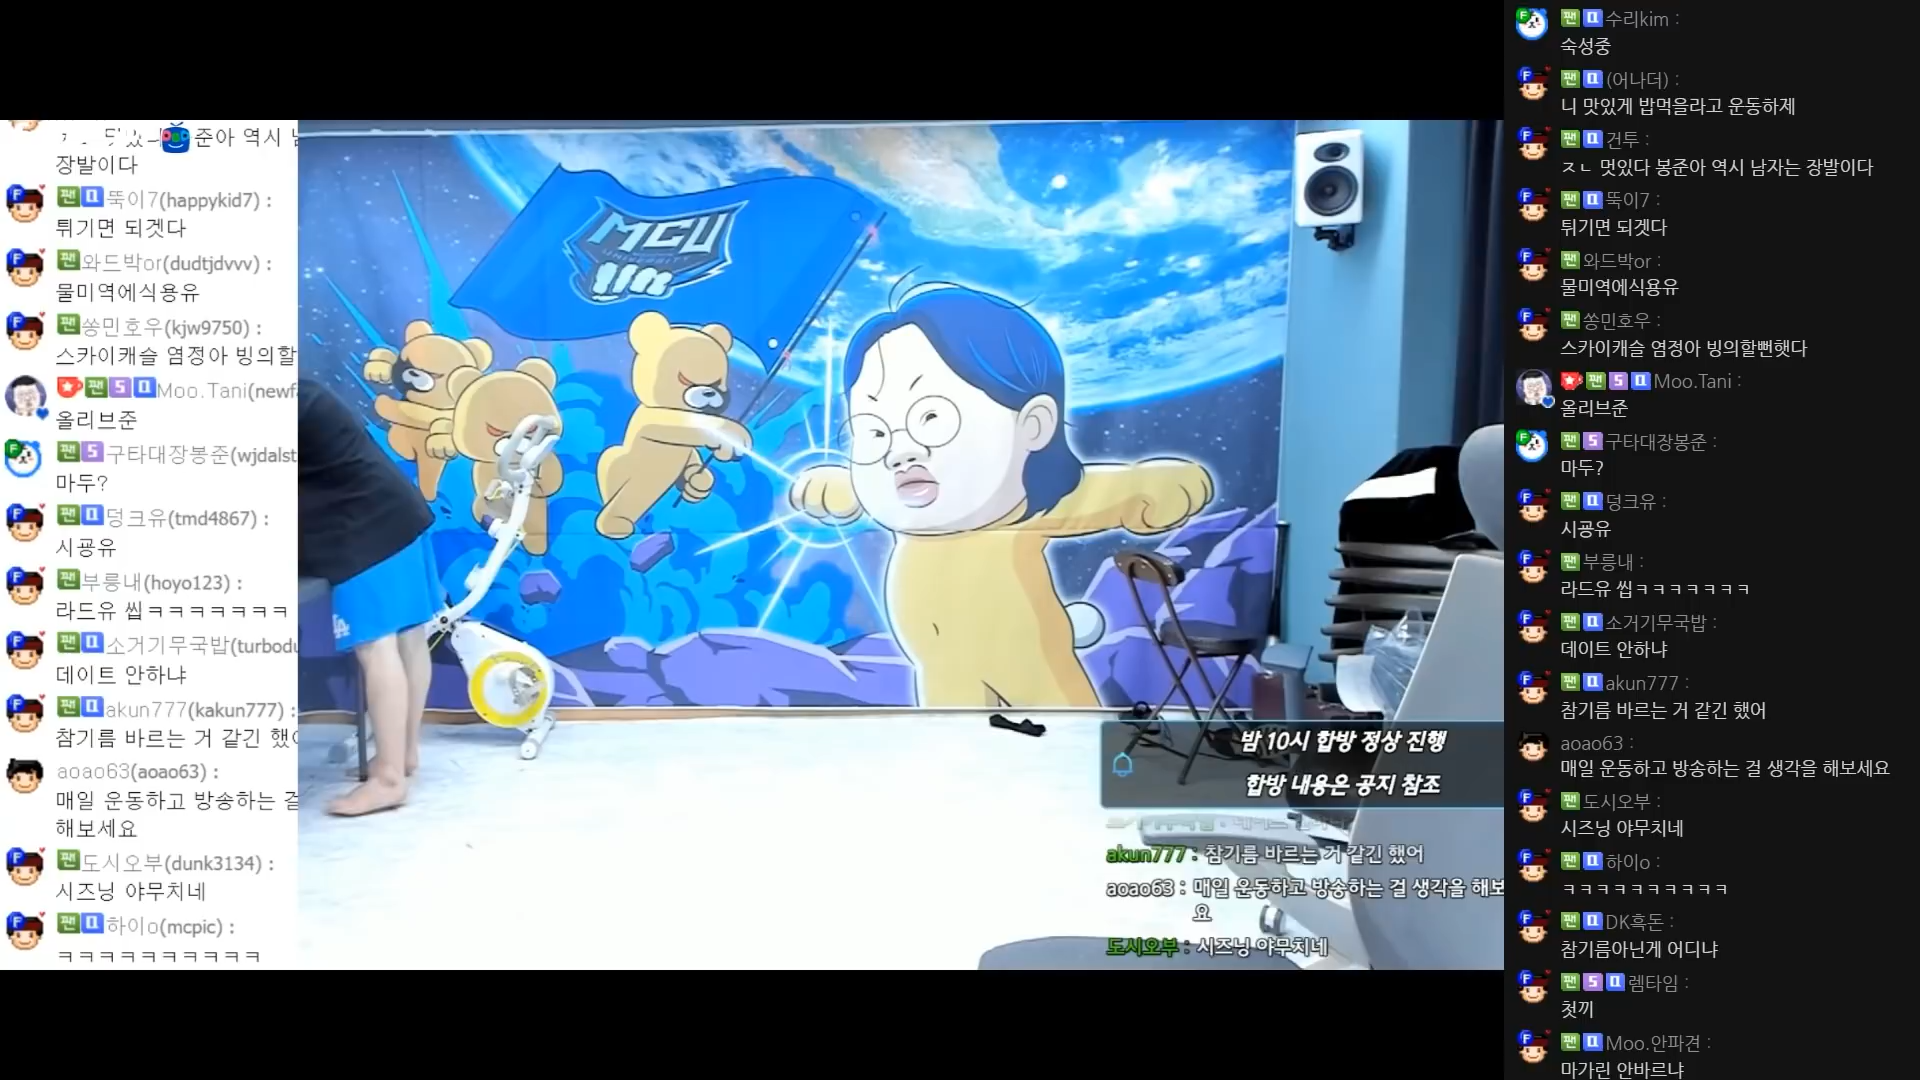 장발이다
팬 뚝이7(happykid7) :
튀기면 되겟다
팬 와드박or(dudtjdvvv) :
물미역에식용유
팬 쏭민호우(kjw9750) :
스카이캐슬 염정아 빙의할
팬 S Moo.Tani(newf
올리브준
팬 S 구타대장봉준(wjdalst
마두?
팬 덩크유(tmd4867) :
시굥유
팬 부릉내(hoyo123) :
라드유 씹ㅋㅋㅋㅋㅋㅋㅋ
팬 소거기무국밥(turbodu
데이트 안하냐
팬 akun777(kakun777) :
참기름 바르는 거 같긴 했어
aoao63(aoao63) :
매일 운동하고 방송하는 걸
해보세요
팬 도시오부(dunk3134) :
시즈닝 야무치네
팬 하이o(mcpic) :
ㅋㅋㅋㅋㅋㅋㅋㅋㅋㅋ
MCU
UNIVERSITY
LA
밤 10시 합방 정상 진행
합방 내용은 공지 참조
akun777 : 참기름 바르는 거 같긴 했어
aoao63 : 매일 운동하고 방송하는 걸 생각을 해보
요
도시오부 : 시즈닝 야무치네
팬 수리kim :
숙성중
팬 (어나더) :
니 맛있게 밥먹을라고 운동하제
팬 건투 :
ㅈㄴ 멋있다 봉준아 역시 남자는 장발이다
팬 뚝이7 :
튀기면 되겟다
팬 와드박or :
물미역에식용유
팬 쏭민호우 :
스카이캐슬 염정아 빙의할뻔햇다
팬 S Moo.Tani :
올리브준
팬 S 구타대장봉준 :
마두?
팬 덩크유 :
시굥유
팬 부릉내 :
라드유 씹ㅋㅋㅋㅋㅋㅋㅋ
팬 소거기무국밥 :
데이트 안하냐
팬 akun777 :
참기름 바르는 거 같긴 했어
aoao63 :
매일 운동하고 방송하는 걸 생각을 해보세요
팬 도시오부 :
시즈닝 야무치네
팬 하이o :
ㅋㅋㅋㅋㅋㅋㅋㅋㅋㅋ
팬 DK흑돈 :
참기름아닌게 어디냐
팬 S 렘타임 :
첫끼
팬 Moo.안파견 :
마가린 안바르냐